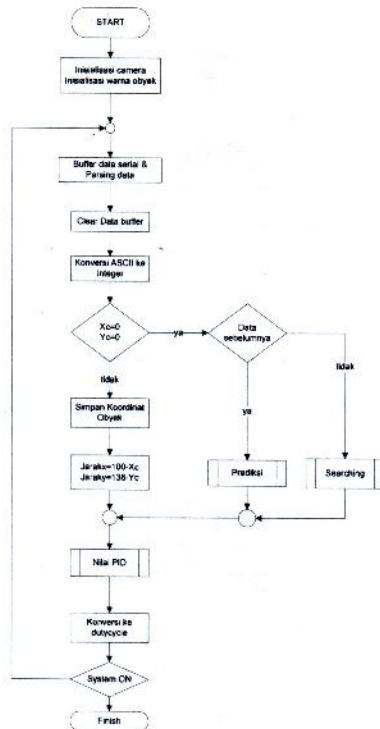 START
Inisialisasi camera
Inisialisasi warna obyek
Buffer data serial &
Parsing data
Clear Data buffer
Konversi ASCII ke
Integer
Xc=0
Yc=0
ya
Data
sebelumnya
tidak
tidak
ya
Simpan Koordinat
Obyek
Jarakx=100-Xc
Jaraky=138-Yc
Prediksi
Searching
Nilai PID
Konversi ke
dutycycle
System ON
Finish